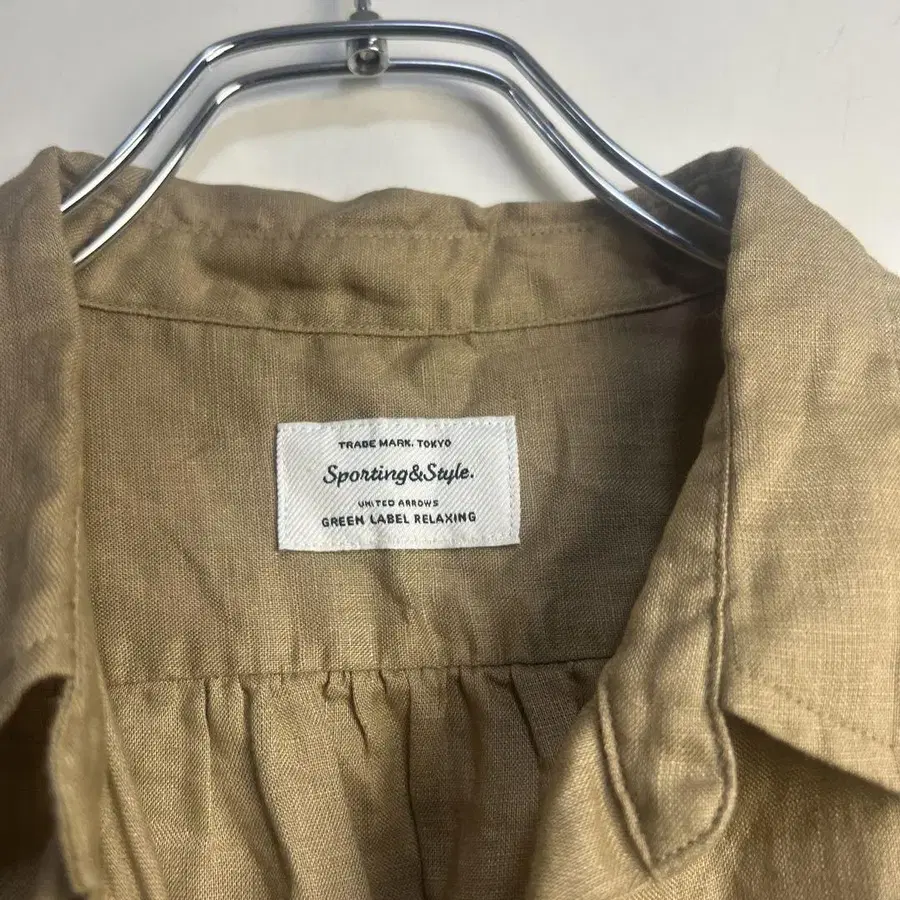 TRADE MARK. TOKYO
Sporting&Style.
UNITED ARROWS
GREEN LABEL RELAXING